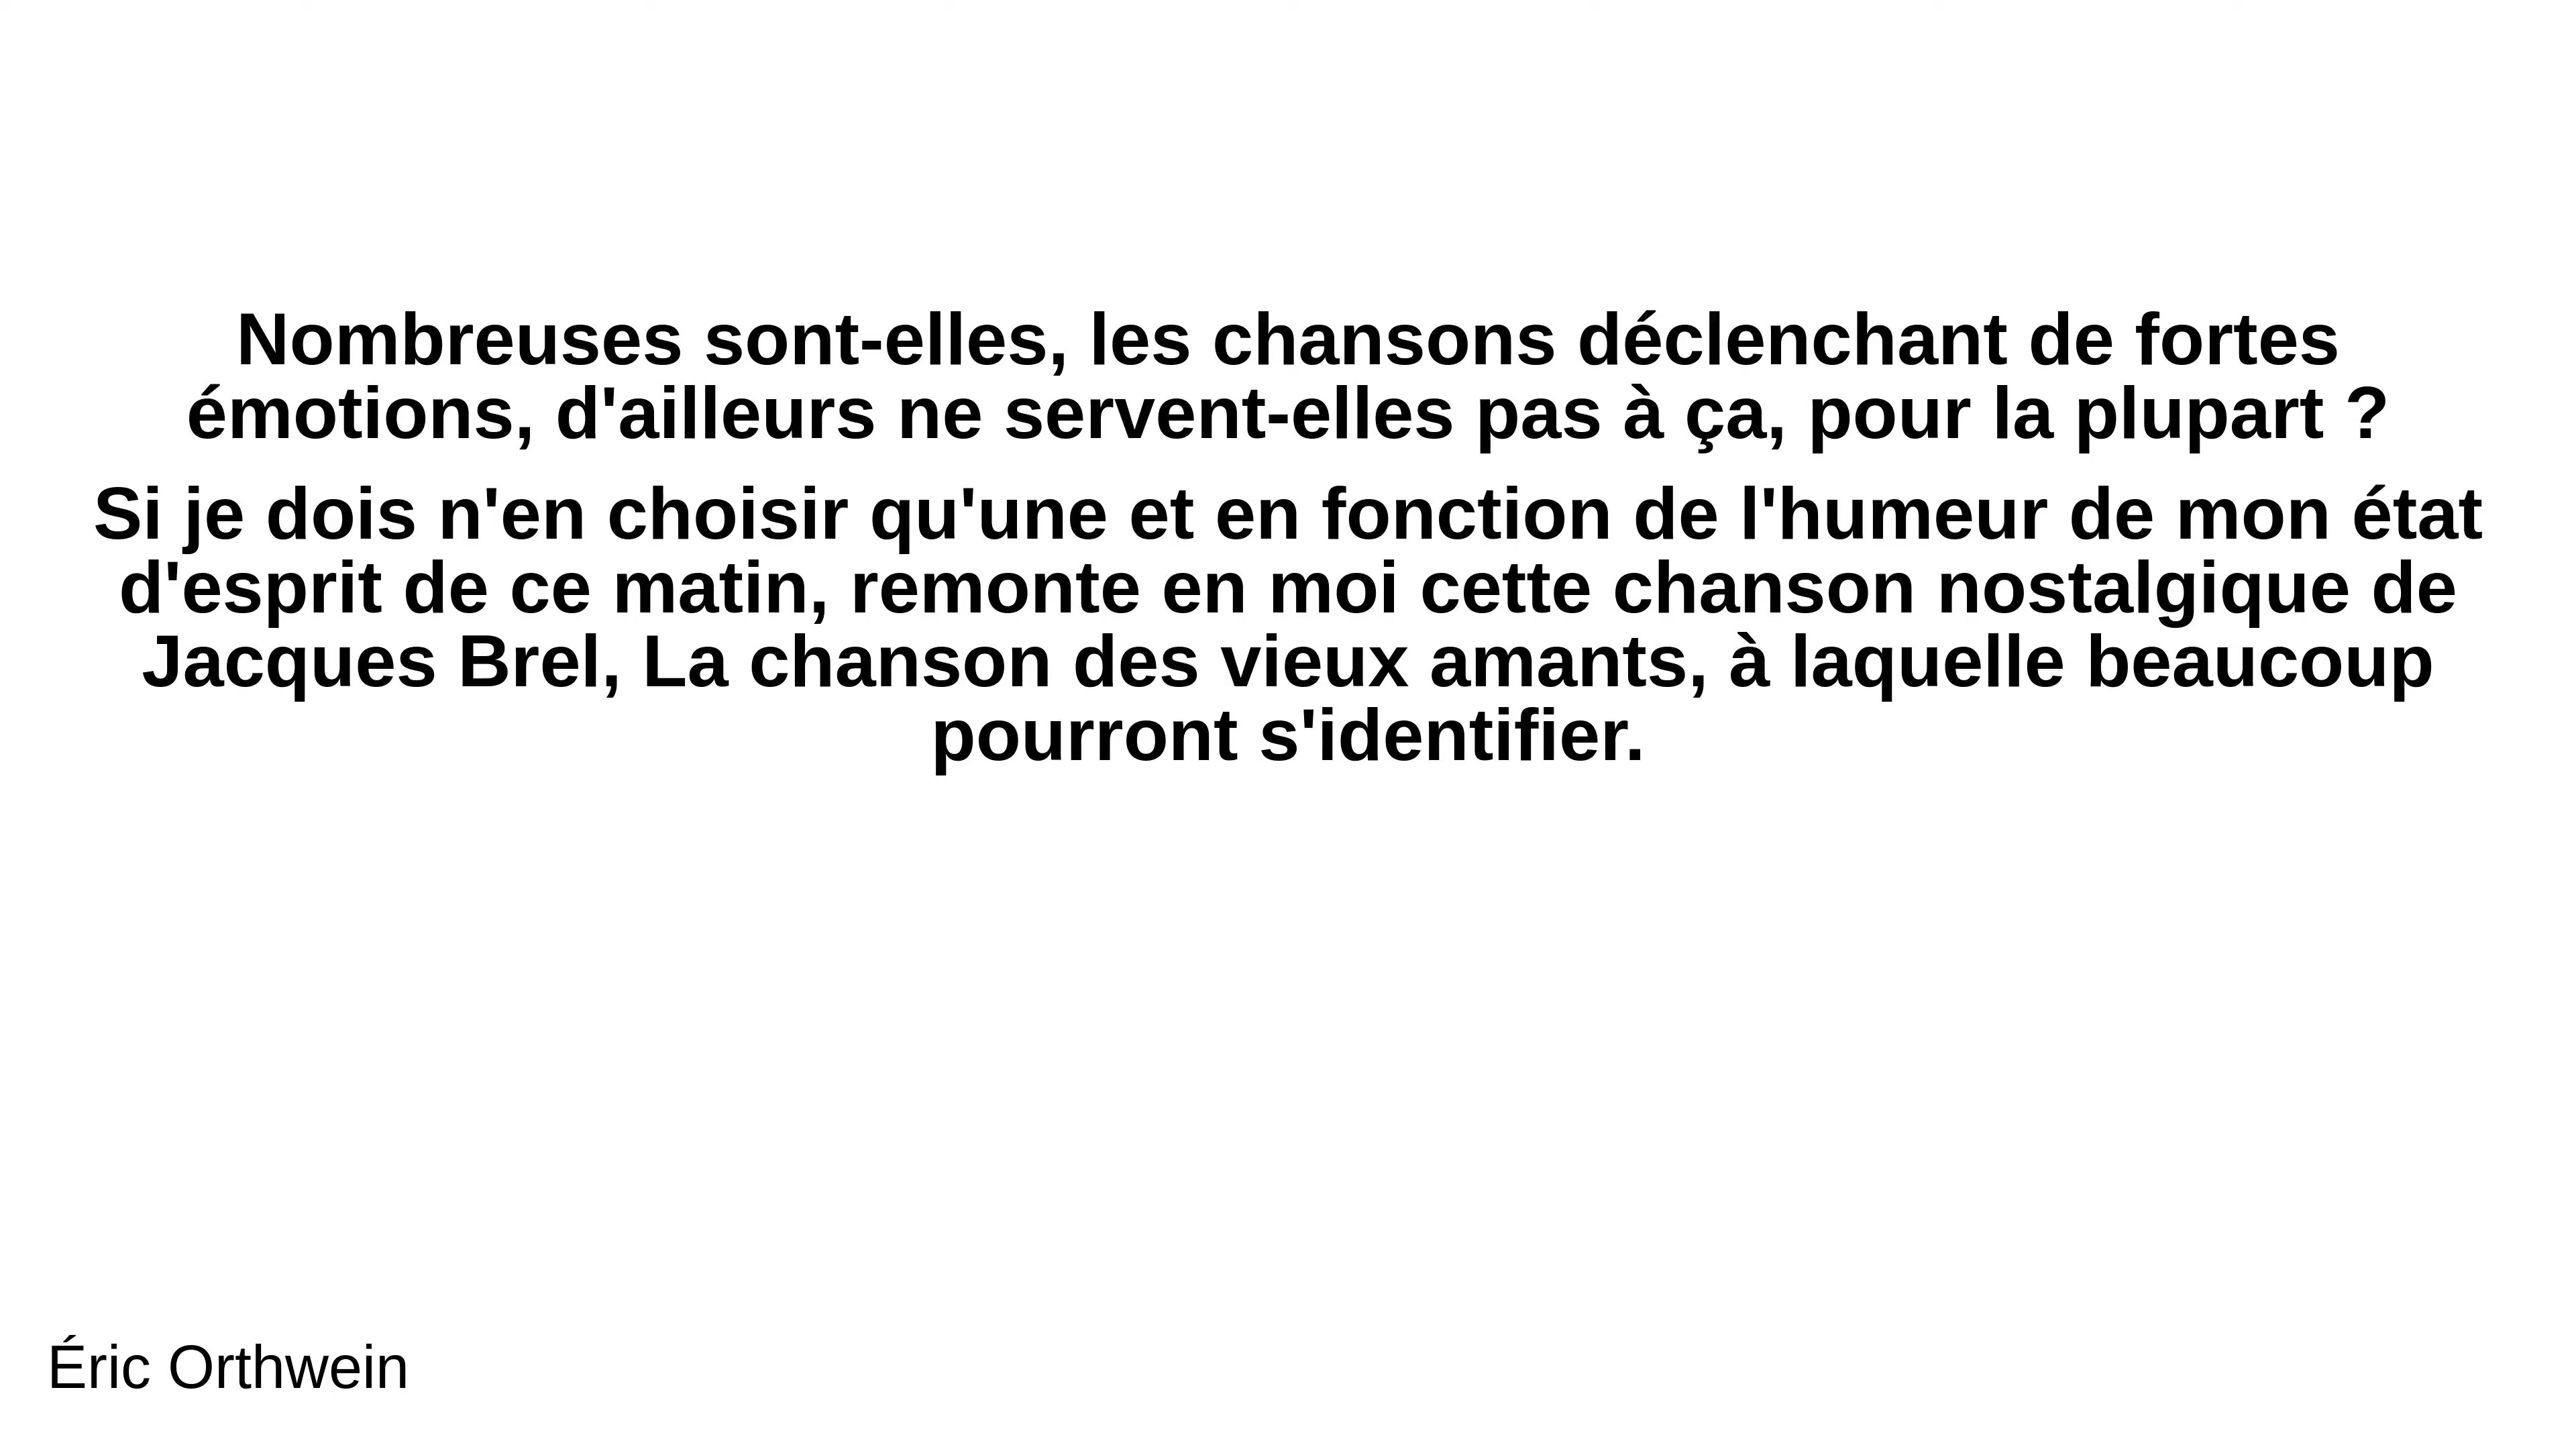 Nombreuses sont-elles, les chansons déclenchant de fortes
émotions, d'ailleurs ne servent-elles pas à ça, pour la plupart ?
Si je dois n'en choisir qu'une et en fonction de l'humeur de mon état
d'esprit de ce matin, remonte en moi cette chanson nostalgique de
Jacques Brel, La chanson des vieux amants, à laquelle beaucoup
pourront s'identifier.
Éric Orthwein